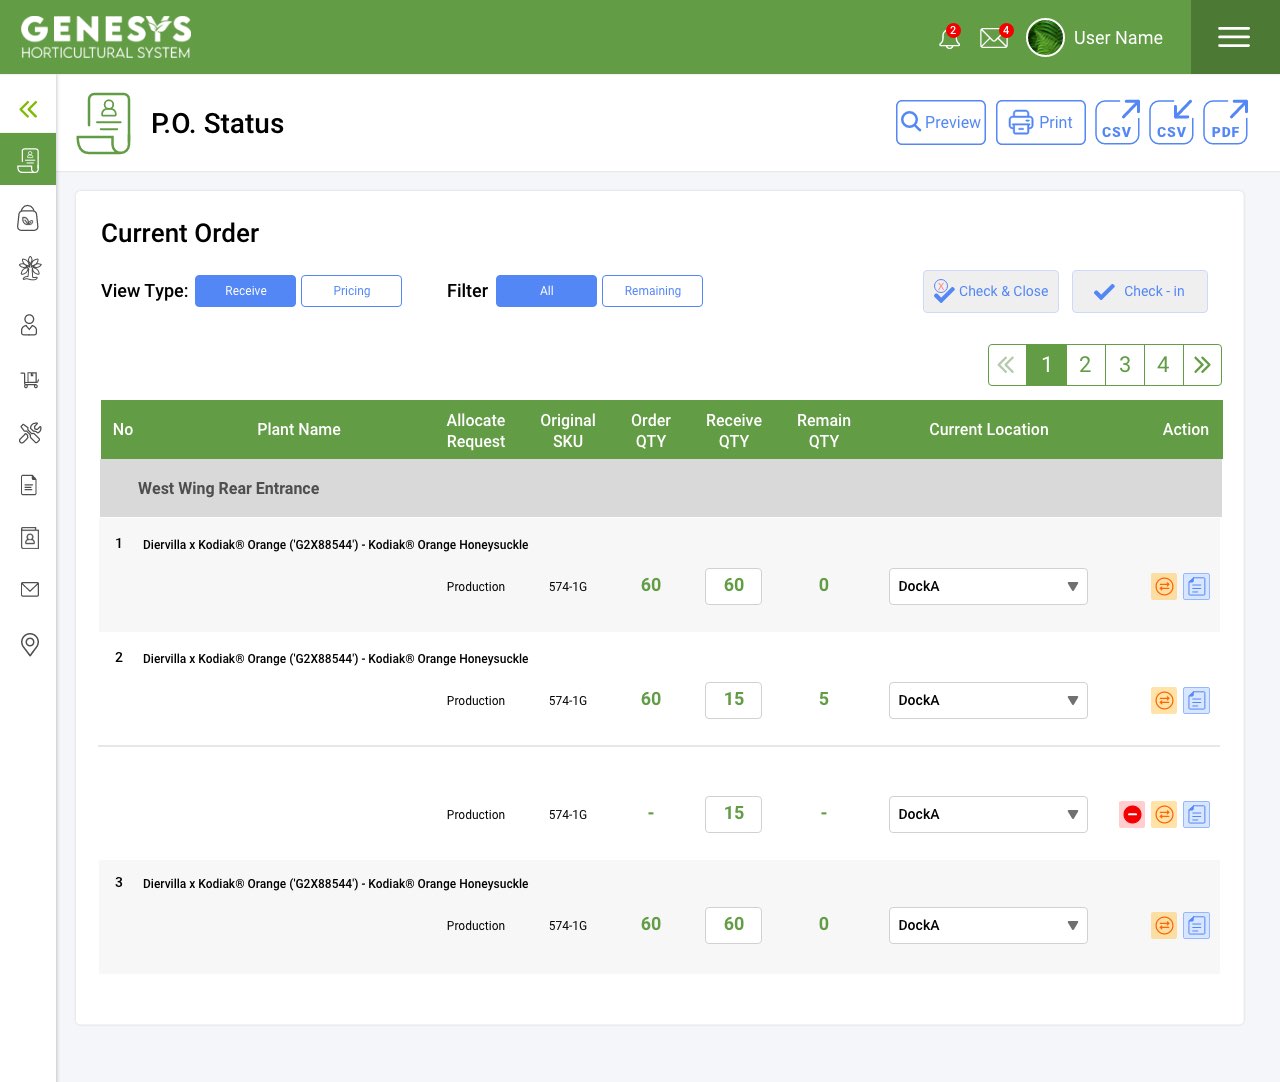 GENESYS
HORTICULTURAL SYSTEM
2
4
User Name
P.O. Status
Preview
Print
CSV
CSV
PDF
Current Order
View Type:
Receive
Pricing
Filter
All
Remaining
Check & Close
Check - in
1
2
3
4
No
Plant Name
Allocate Request
Original SKU
Order QTY
Receive QTY
Remain QTY
Current Location
Action
West Wing Rear Entrance
1 Diervilla x Kodiak® Orange ('G2X88544') - Kodiak® Orange Honeysuckle
Production 574-1G 60 60 0 DockA
2 Diervilla x Kodiak® Orange ('G2X88544') - Kodiak® Orange Honeysuckle
Production 574-1G 60 15 5 DockA
Production 574-1G - 15 - DockA
3 Diervilla x Kodiak® Orange ('G2X88544') - Kodiak® Orange Honeysuckle
Production 574-1G 60 60 0 DockA